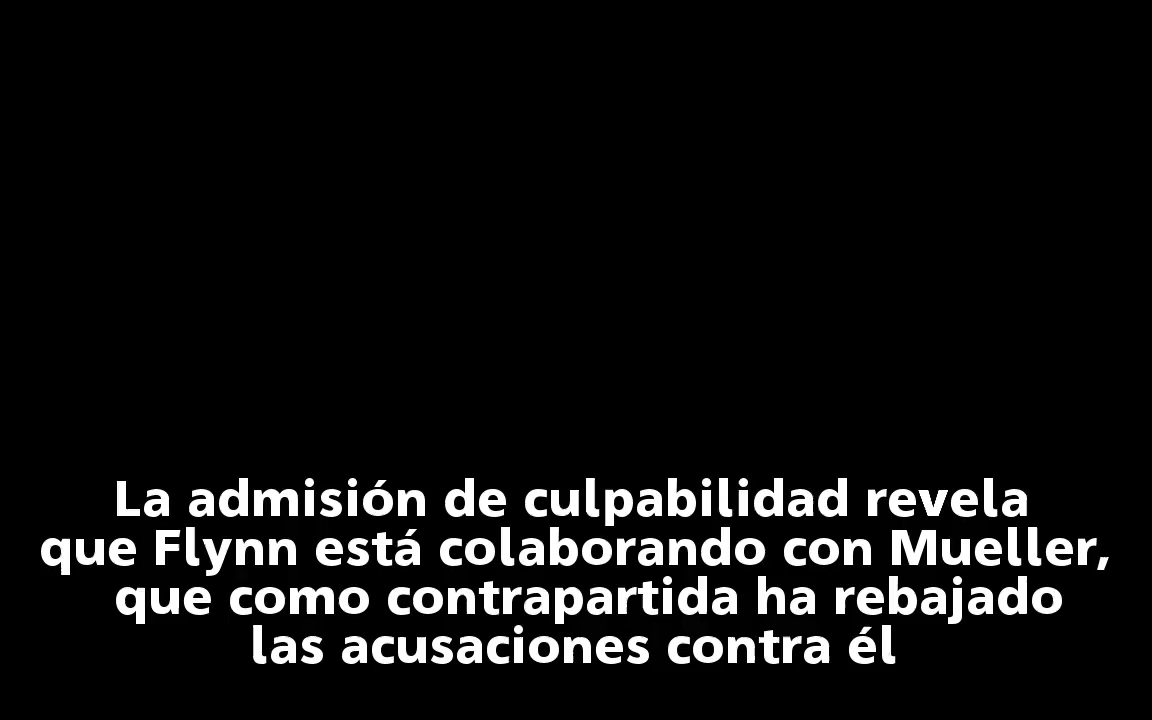 La admisión de culpabilidad revela
que Flynn está colaborando con Mueller,
que como contrapartida ha rebajado
las acusaciones contra él